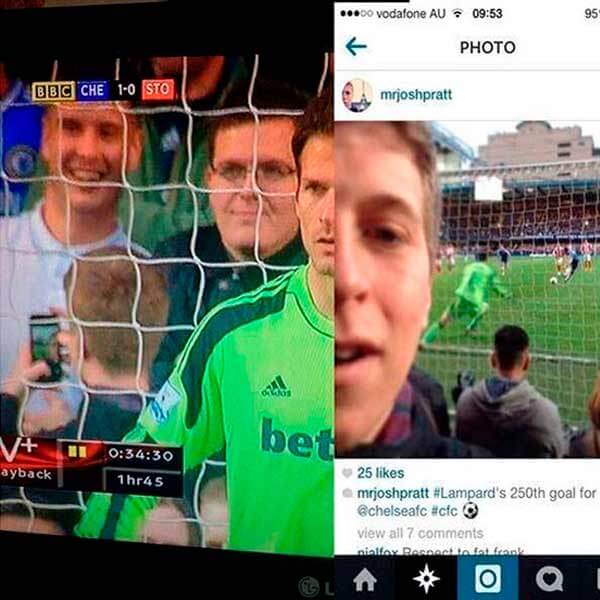 BBC CHE 1-0 STO
adidas
bet
V+
ayback
0:34:30
1hr45
LG
vodafone AU 09:53 95
PHOTO
mrjoshpratt
25 likes
mrjoshpratt #Lampard's 250th goal for
@chelseafc #cfc ⚽
view all 7 comments
nialfox Respect to fat frank